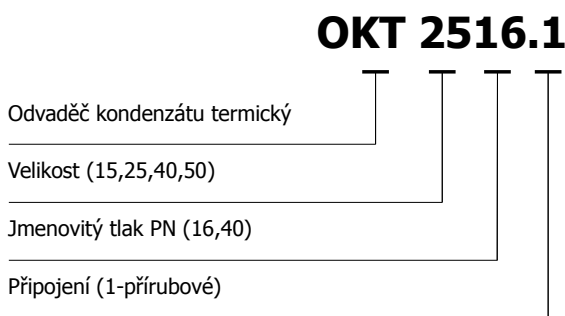 OKT 2516.1
Odvaděč kondenzátu termický
Velikost (15,25,40,50)
Jmenovitý tlak PN (16,40)
Připojení (1-přírubové)